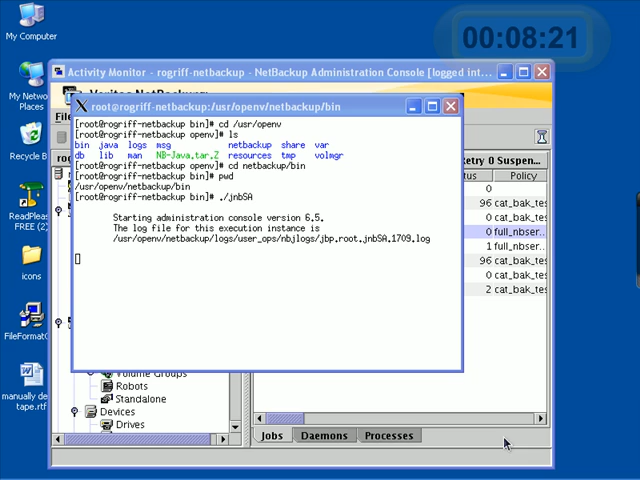 My Computer
00:08:21
Activity Monitor - rogriff-netbackup - NetBackup Administration Console [logged int...
My Netwo
Places
root@rogriff-netbackup:/usr/openv/netbackup/bin
[root@rogriff-netbackup bin]# cd /usr/openv
[root@rogriff-netbackup openv]# ls
bin java logs msg netbackup share var
db lib man NB-Java.tar.Z resources tmp volmgr
[root@rogriff-netbackup openv]# cd netbackup/bin
[root@rogriff-netbackup bin]# pwd
/usr/openv/netbackup/bin
[root@rogriff-netbackup bin]# ./jnbSA
Starting administration console version 6.5.
The log file for this execution instance is
/usr/openv/netbackup/logs/user_ops/nbjlogs/jbp.root.jnbSA.1709.log
Fil
Recycle B
rog
etry 0 Suspen...
tus Policy
0
96 cat_bak_tes
0 cat_bak_tes
0 full_nbser...
1 full_nbser...
96 cat_bak_tes
0 cat_bak_tes
2 cat_bak_tes
ReadPleas
FREE (2)
icons
FileFormatC
manually de
tape.rtf
Volume Groups
Robots
Standalone
Devices
Drives
Jobs Daemons Processes